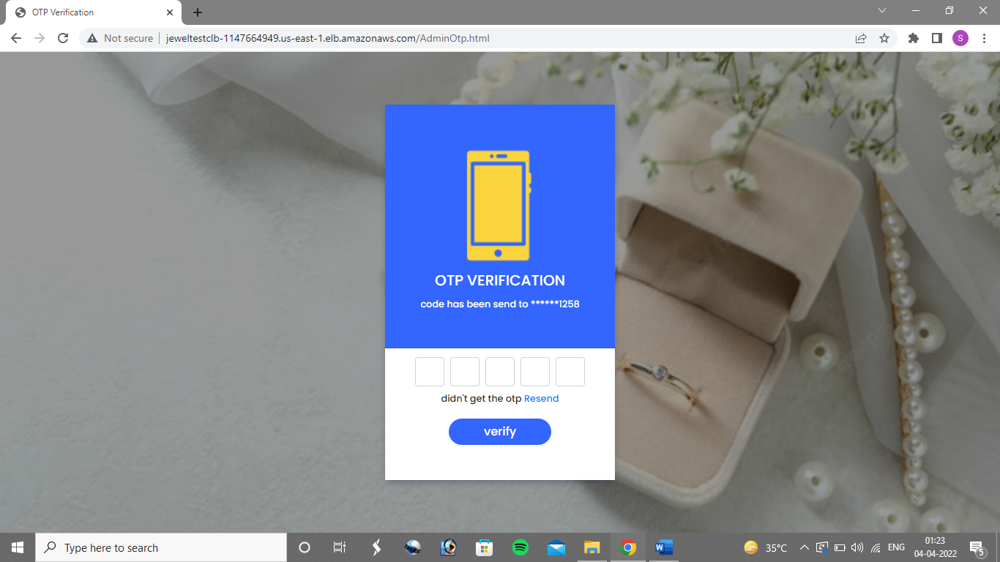 OTP Verification
Not secure
jeweltestclb-1147664949.us-east-1.elb.amazonaws.com/AdminOtp.html
S
OTP VERIFICATION
code has been send to ******1258
didn't get the otp Resend
verify
Type here to search
35°C
ENG
01:23
04-04-2022
5